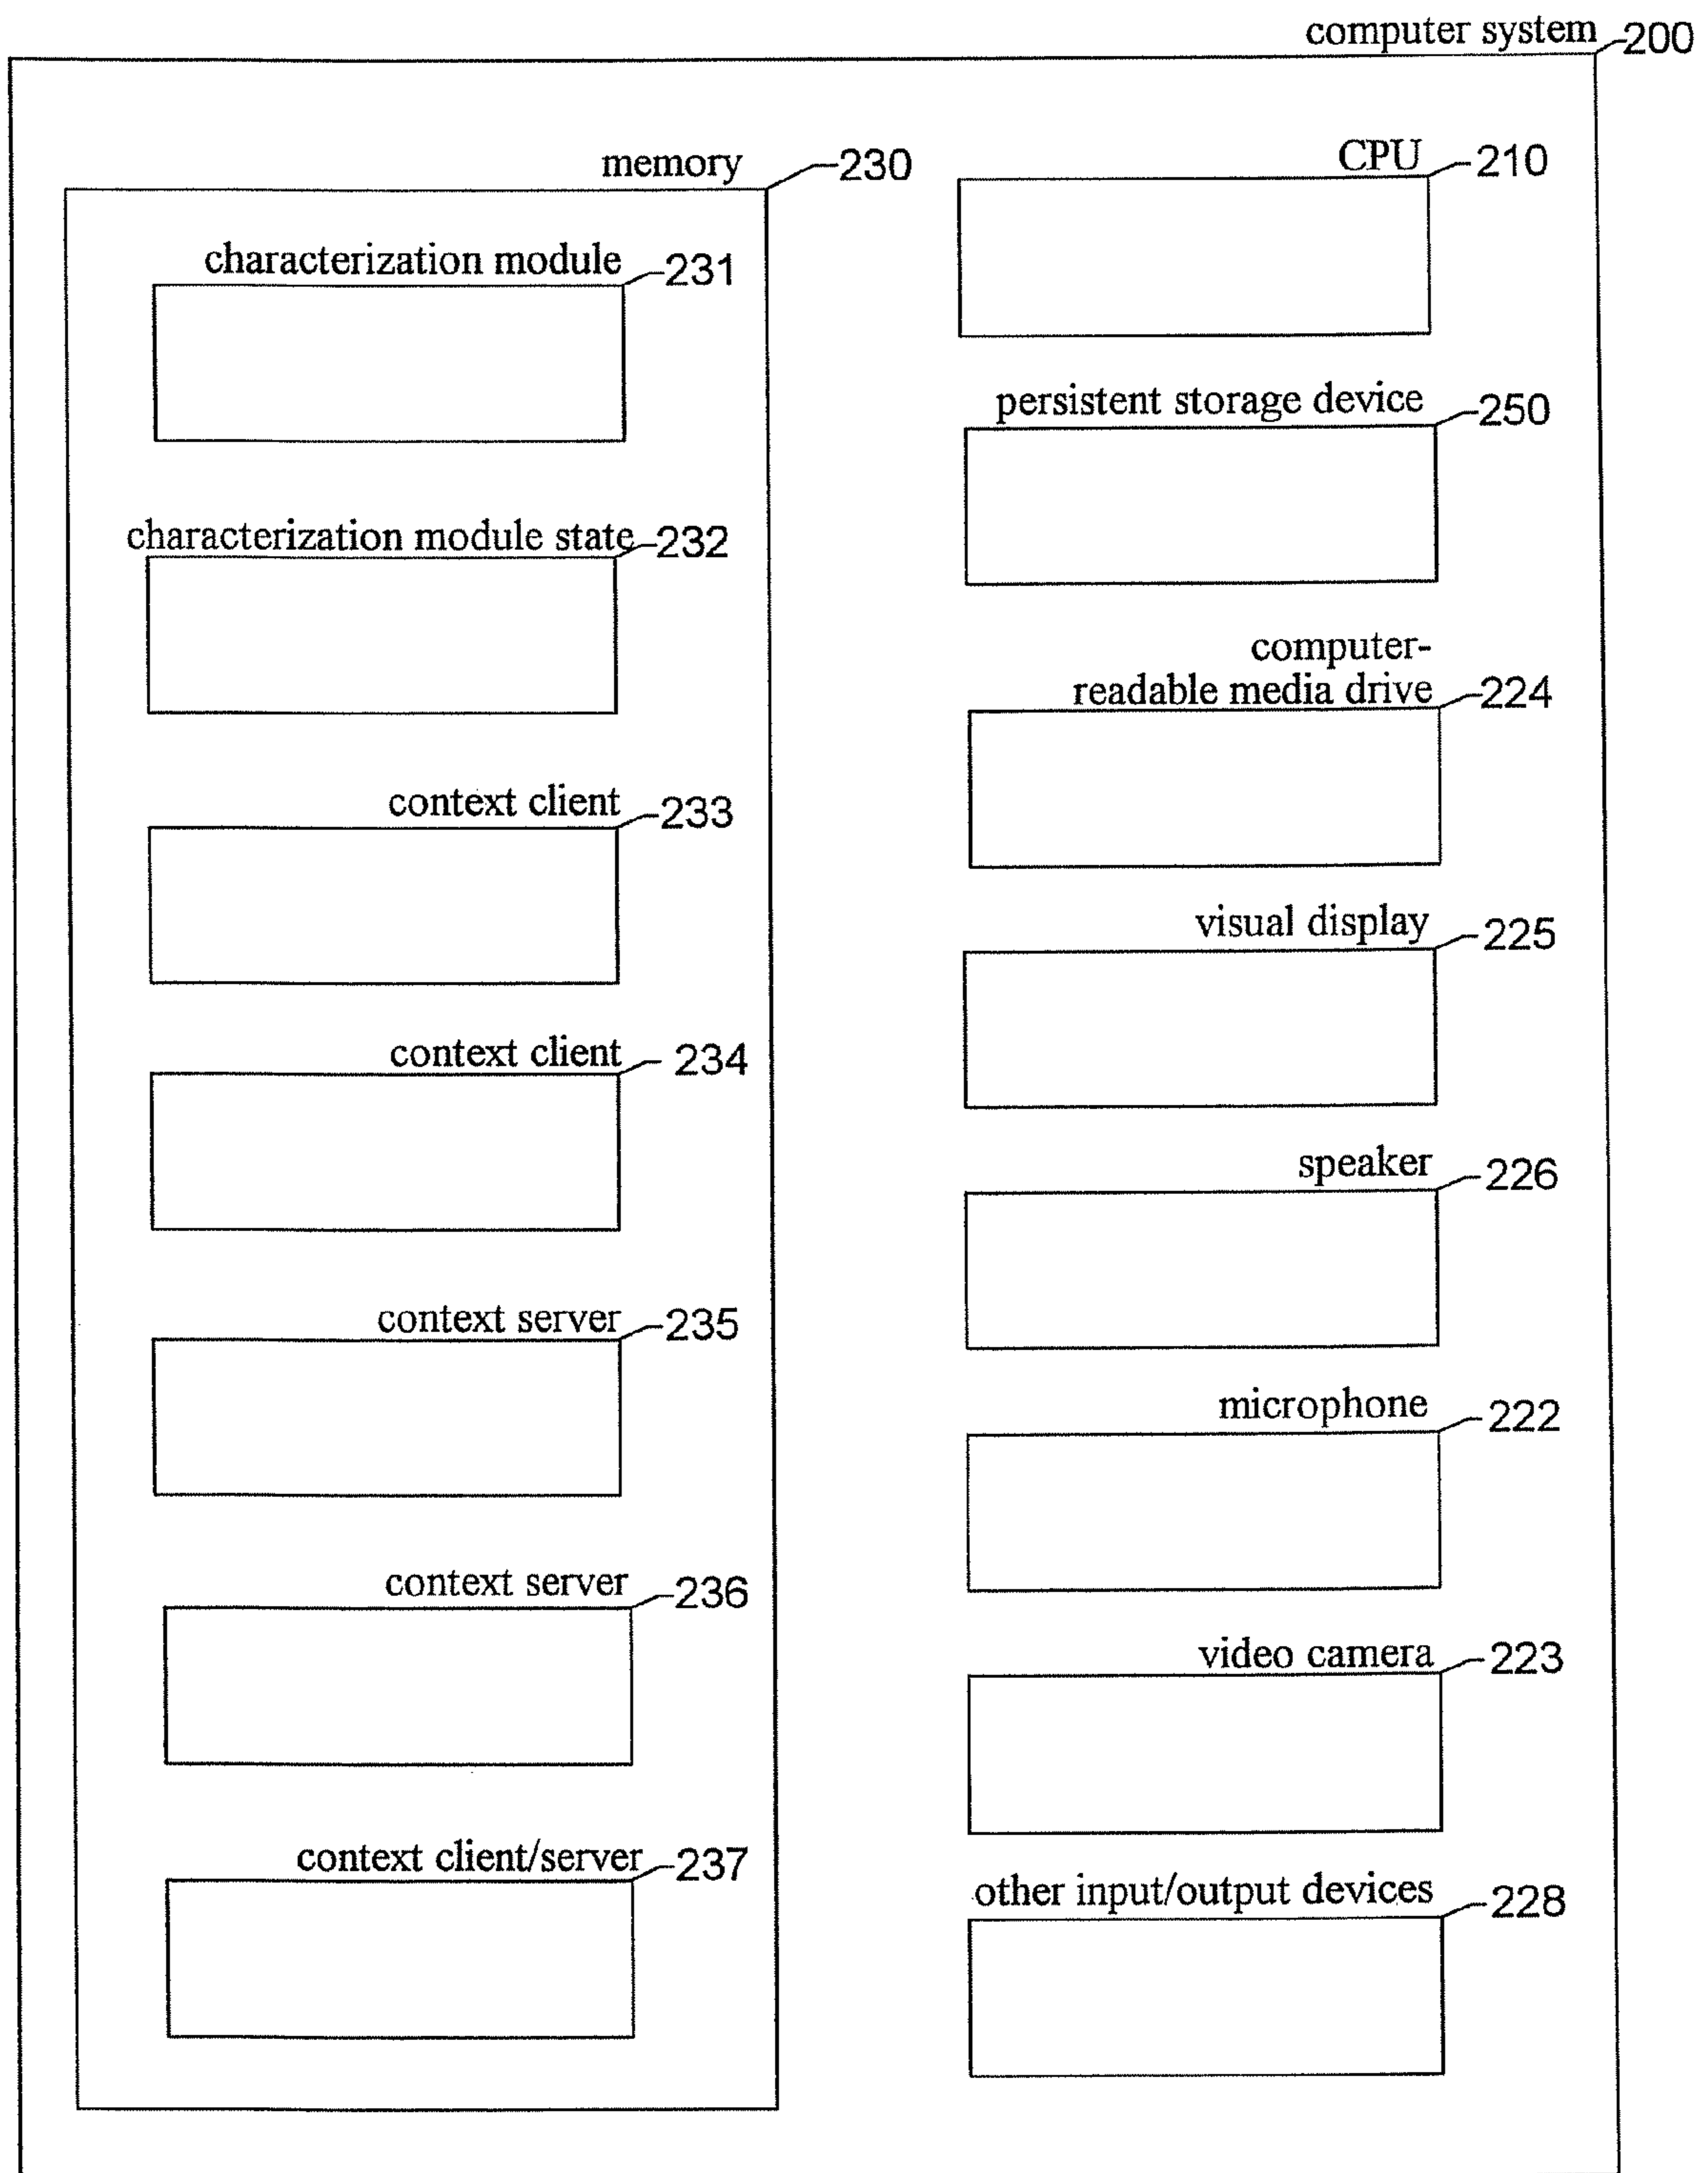 computer system 200
memory 230
characterization module 231
characterization module state 232
context client 233
context client 234
context server 235
context server 236
context client/server 237
CPU 210
persistent storage device 250
computer-
readable media drive 224
visual display 225
speaker 226
microphone 222
video camera 223
other input/output devices 228